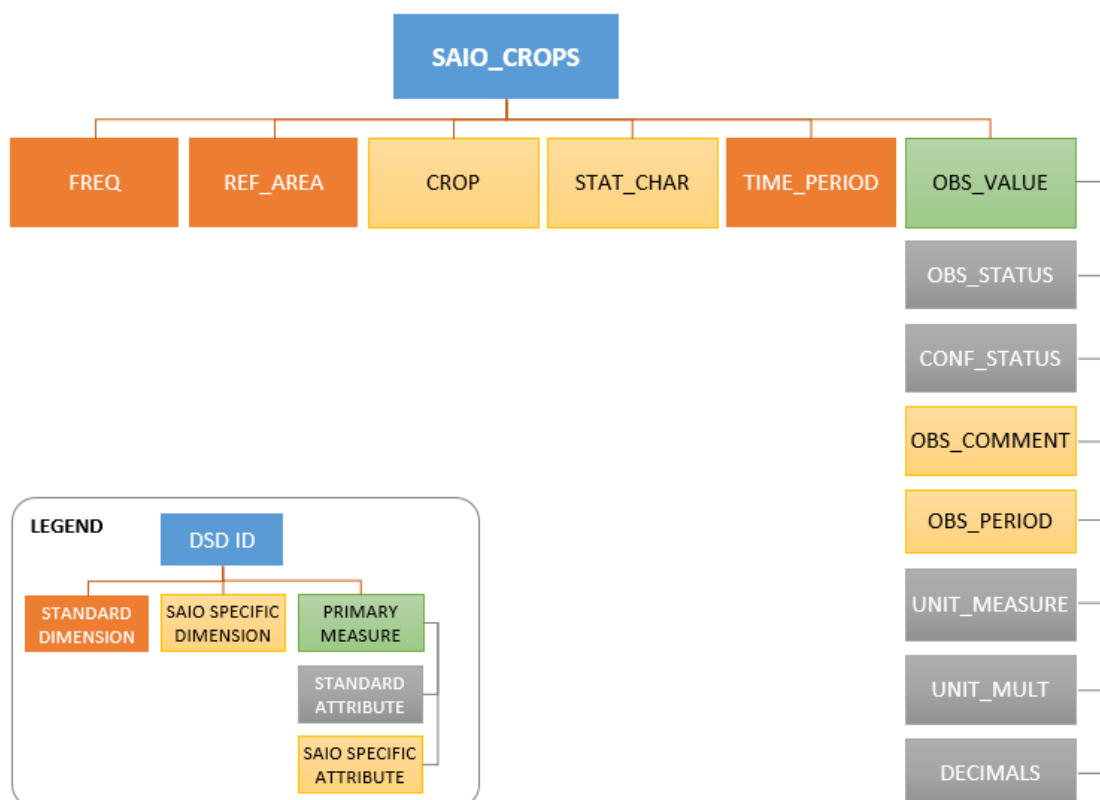 SAIO_CROPS
FREQ
REF_AREA
CROP
STAT_CHAR
TIME_PERIOD
OBS_VALUE
OBS_STATUS
CONF_STATUS
OBS_COMMENT
OBS_PERIOD
UNIT_MEASURE
UNIT_MULT
DECIMALS
LEGEND
DSD ID
STANDARD
DIMENSION
SAIO SPECIFIC
DIMENSION
PRIMARY
MEASURE
STANDARD
ATTRIBUTE
SAIO SPECIFIC
ATTRIBUTE